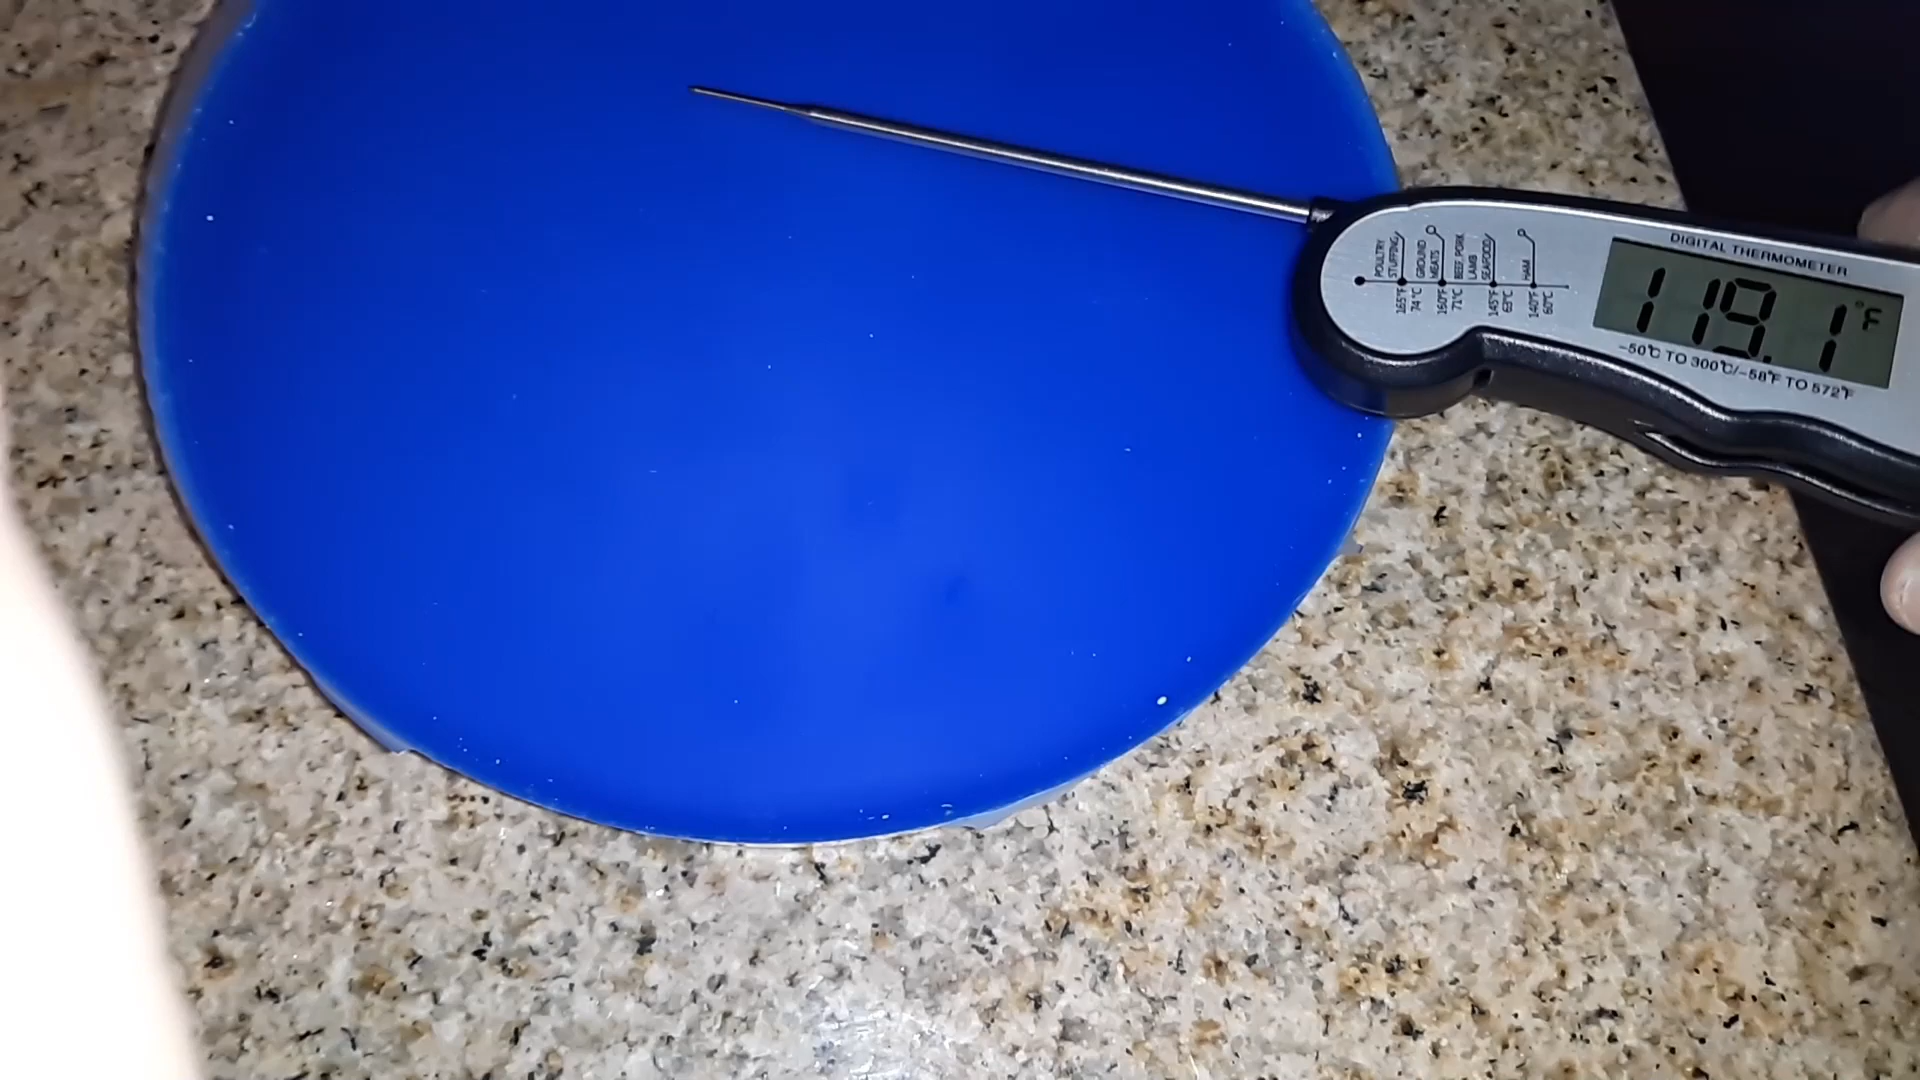 DIGITAL THERMOMETER
119.1 °F
-50℃ TO 300℃/-58℉ TO 572℉
POULTRY
STUFFING
165°F
74°C
GROUND
MEATS
160°F
71°C
BEEF, PORK
LAMB
SEAFOOD
145°F
63°C
HAM
140°F
60°C